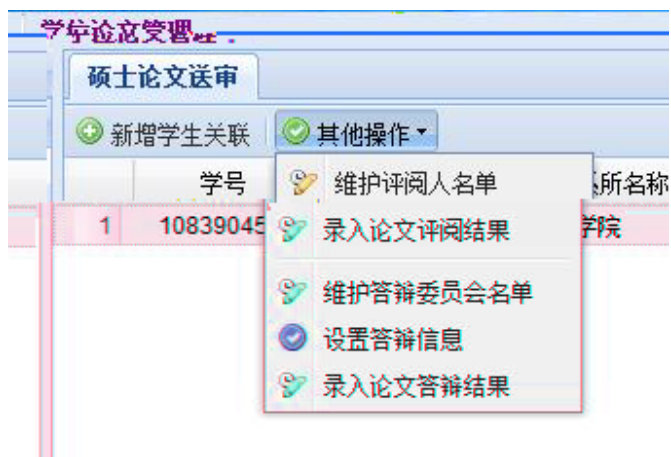 硕士论文送审
新增学生关联 其他操作
学号 所名称
维护评阅人名单
1 10839045 学院
录入论文评阅结果
维护答辩委员会名单
设置答辩信息
录入论文答辩结果